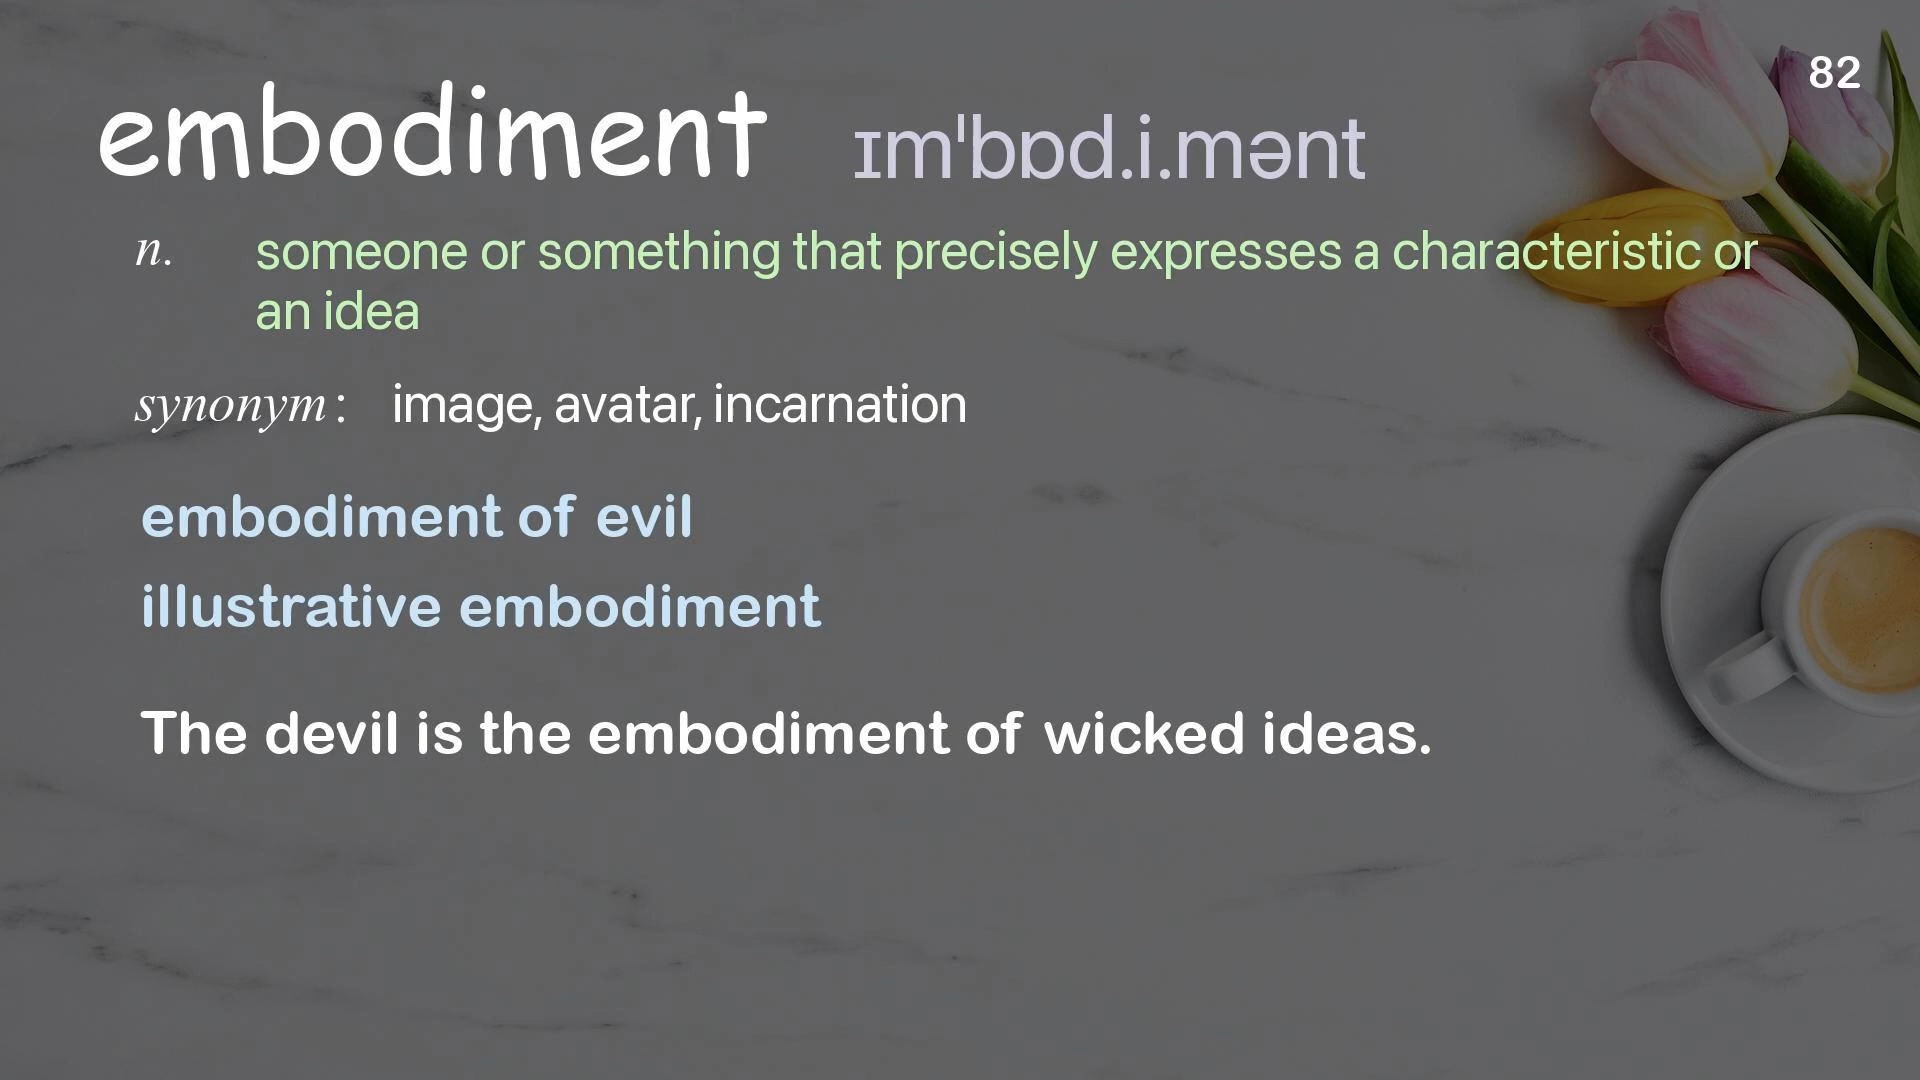 82
embodiment ɪmˈbɒd.i.mənt
n. someone or something that precisely expresses a characteristic or
an idea
synonym: image, avatar, incarnation
embodiment of evil
illustrative embodiment
The devil is the embodiment of wicked ideas.